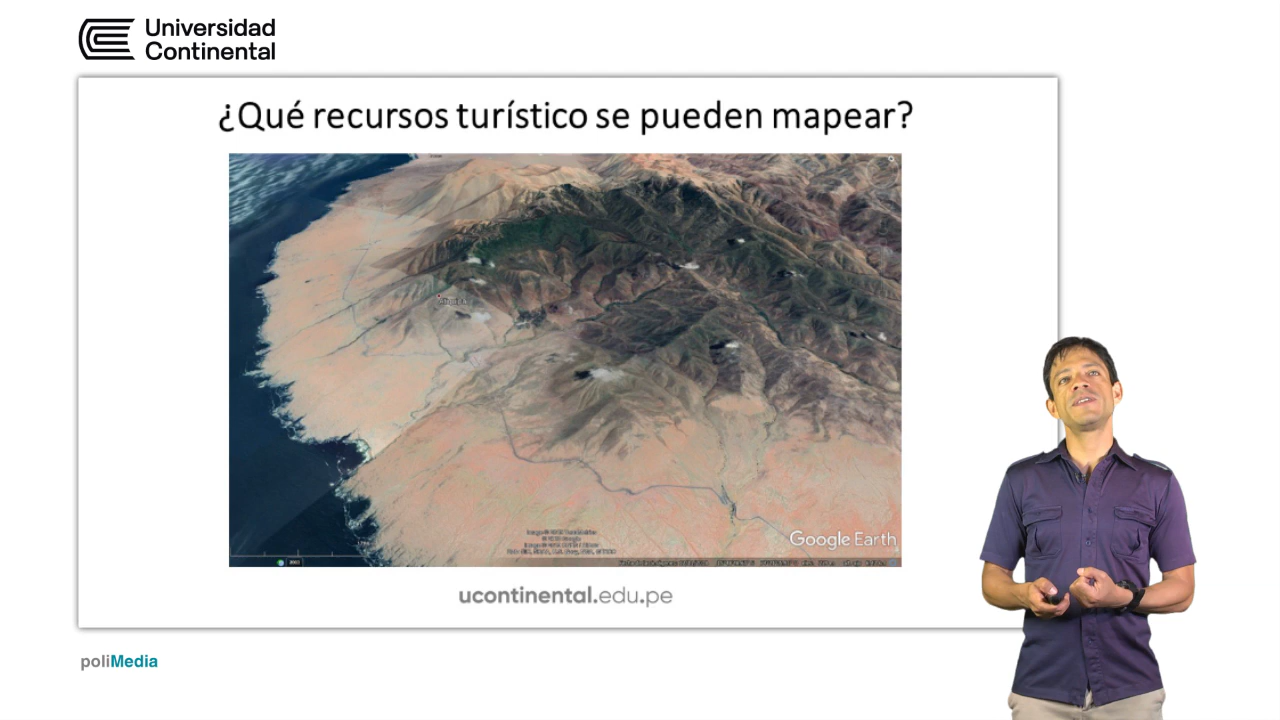 Universidad
Continental
¿Qué recursos turístico se pueden mapear?
Google Earth
ucontinental.edu.pe
poliMedia